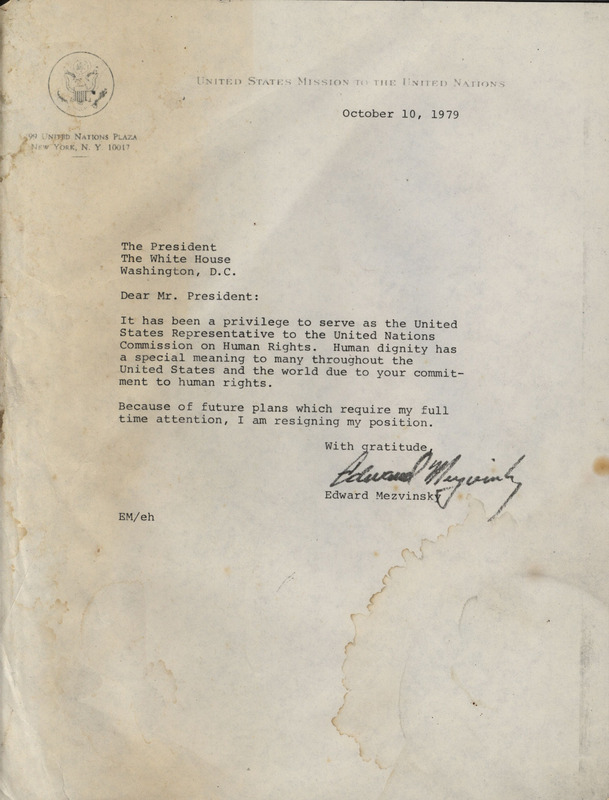 UNITED STATES MISSION TO THE UNITED NATIONS
October 10, 1979
99 UNITED NATIONS PLAZA
NEW YORK, N. Y. 10017
The President
The White House
Washington, D.C.
Dear Mr. President:
It has been a privilege to serve as the United
States Representative to the United Nations
Commission on Human Rights. Human dignity has
a special meaning to many throughout the
United States and the world due to your commit-
ment to human rights.
Because of future plans which require my full
time attention, I am resigning my position.
With gratitude,
Edward Mezvinsky
Edward Mezvinsky
EM/eh